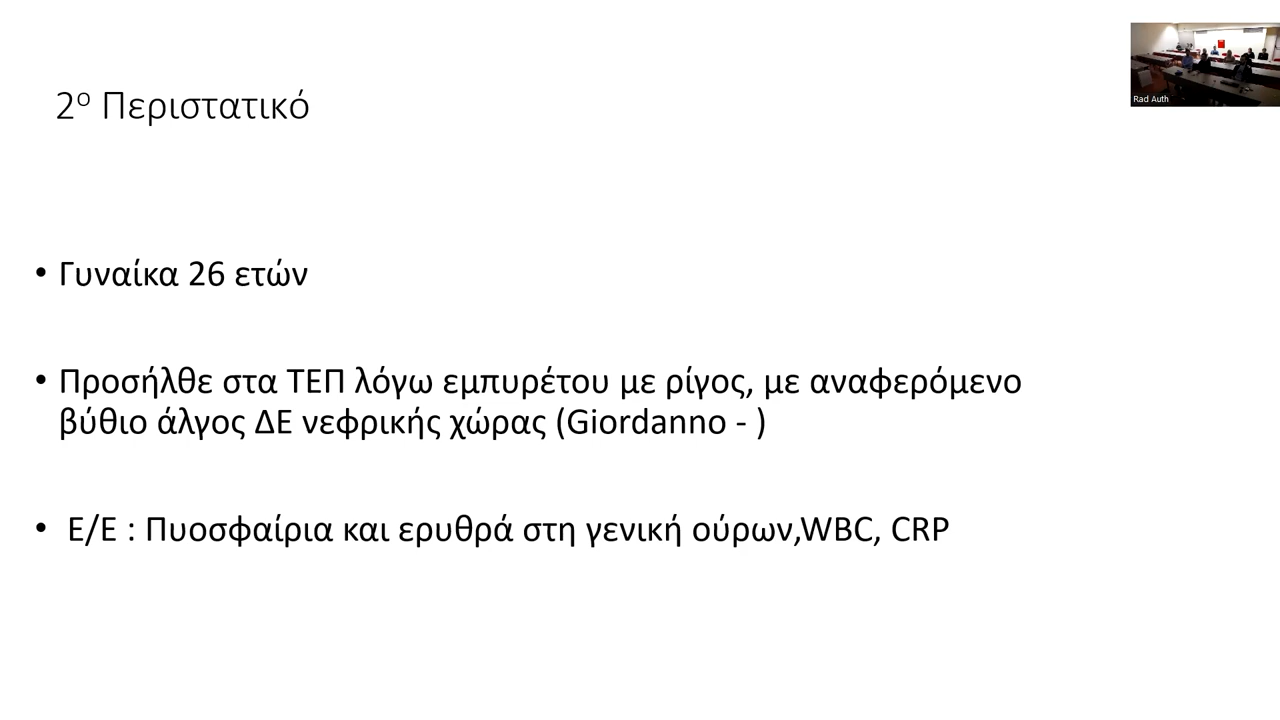 Rad Auth
2ο Περιστατικό
• Γυναίκα 26 ετών
• Προσήλθε στα ΤΕΠ λόγω εμπυρέτου με ρίγος, με αναφερόμενο
βύθιο άλγος ΔΕ νεφρικής χώρας (Giordanno - )
• Ε/Ε : Πυοσφαίρια και ερυθρά στη γενική ούρων,WBC, CRP